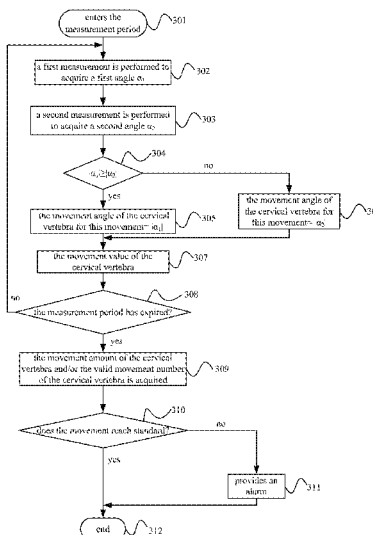 enters the
measurement period
301
a first measurement is performed to
acquire a first angle α₁
302
a second measurement is performed
to acquire a second angle α₂
303
304
no
yes
the movement angle of the cervical
vertebra for this movement=|α₁|
305
the movement angle of
the cervical vertebra for
this movement=
the movement value of the
cervical vertebra
307
no
the measurement period has expired?
308
yes
the movement amount of the cervical
vertebra and/or the valid movement number
of the cervical vertebra is acquired
309
does the movement reach standard?
310
no
yes
provides an
alarm
311
end
312